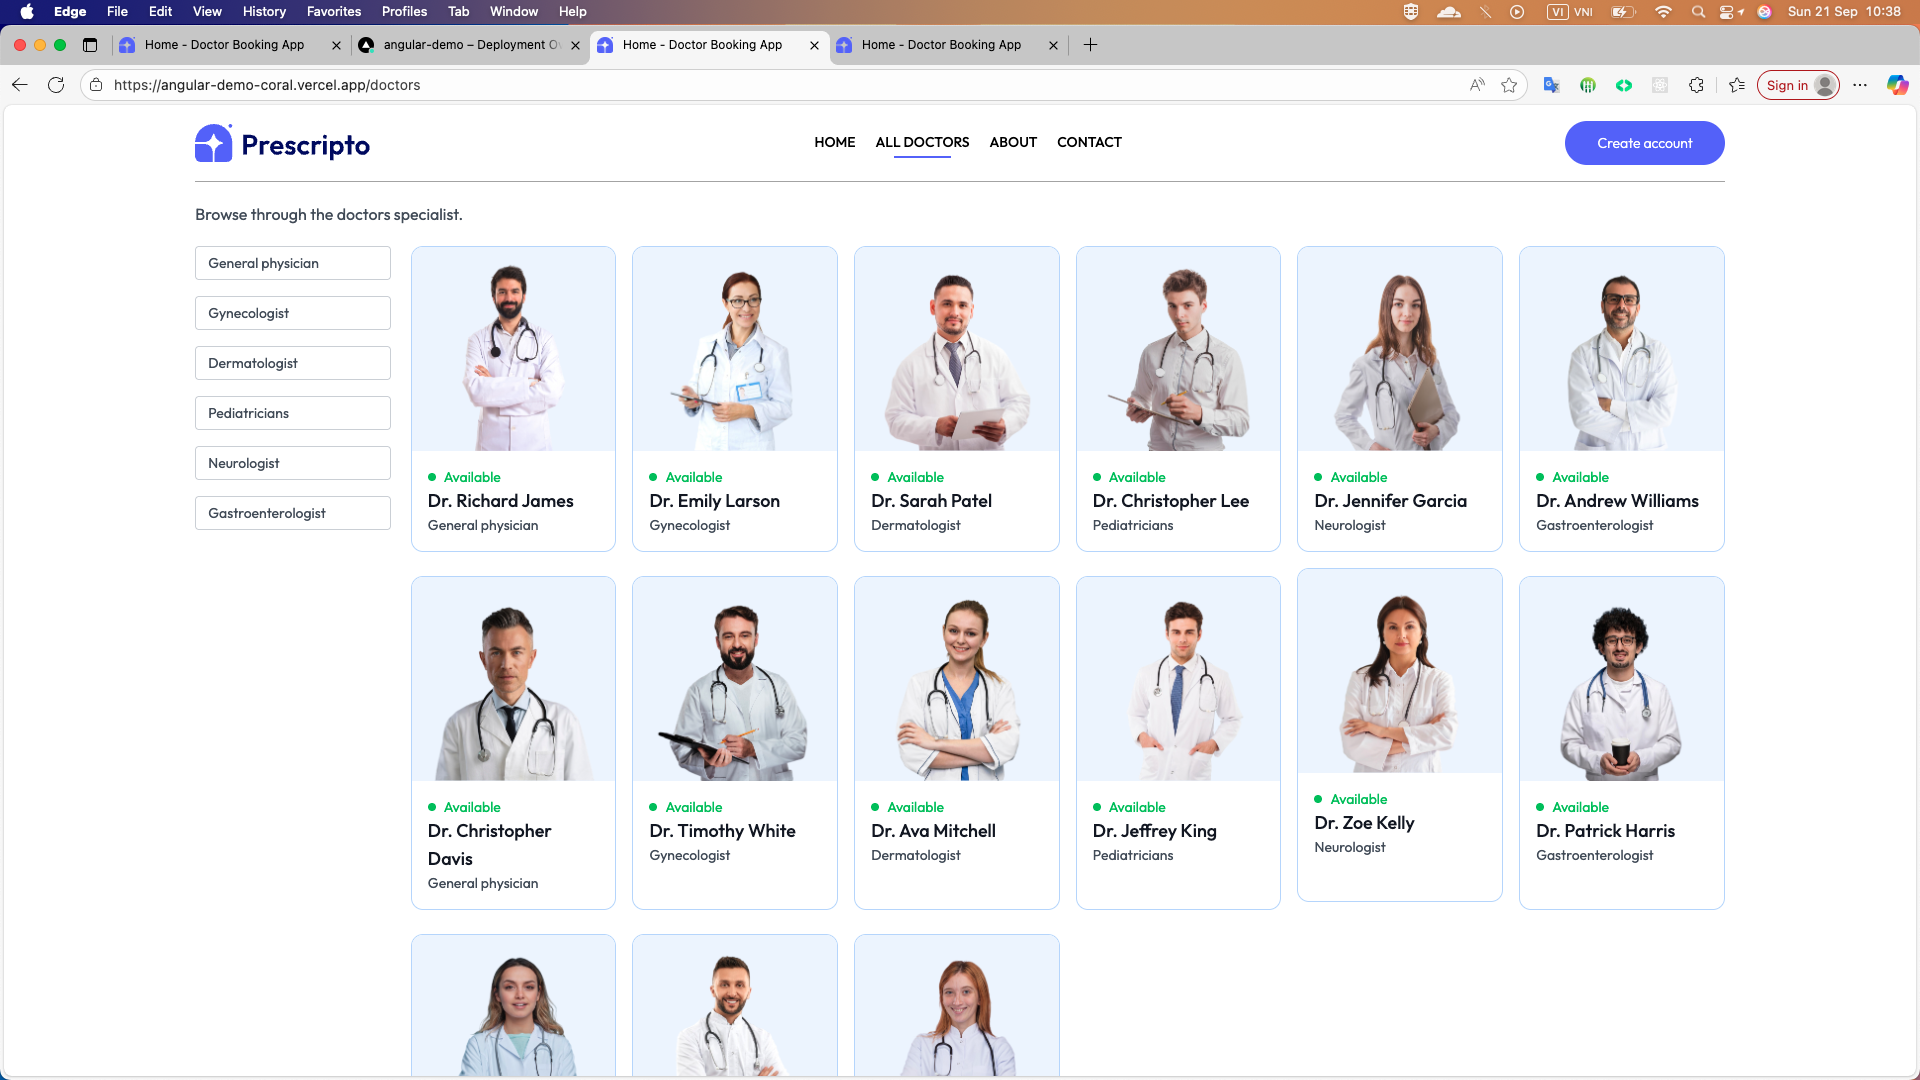 Edge File Edit View History Favorites Profiles Tab Window Help VI VNI Sun 21 Sep 10:38
Home - Doctor Booking App angular-demo – Deployment Home - Doctor Booking App Home - Doctor Booking App
https://angular-demo-coral.vercel.app/doctors Sign in
Prescripto HOME ALL DOCTORS ABOUT CONTACT Create account
Browse through the doctors specialist.
General physician
Gynecologist
Dermatologist
Pediatricians
Neurologist
Gastroenterologist
Available Available Available Available Available Available
Dr. Richard James Dr. Emily Larson Dr. Sarah Patel Dr. Christopher Lee Dr. Jennifer Garcia Dr. Andrew Williams
General physician Gynecologist Dermatologist Pediatricians Neurologist Gastroenterologist
Available Available Available Available Available Available
Dr. Christopher Davis Dr. Timothy White Dr. Ava Mitchell Dr. Jeffrey King Dr. Zoe Kelly Dr. Patrick Harris
General physician Gynecologist Dermatologist Pediatricians Neurologist Gastroenterologist